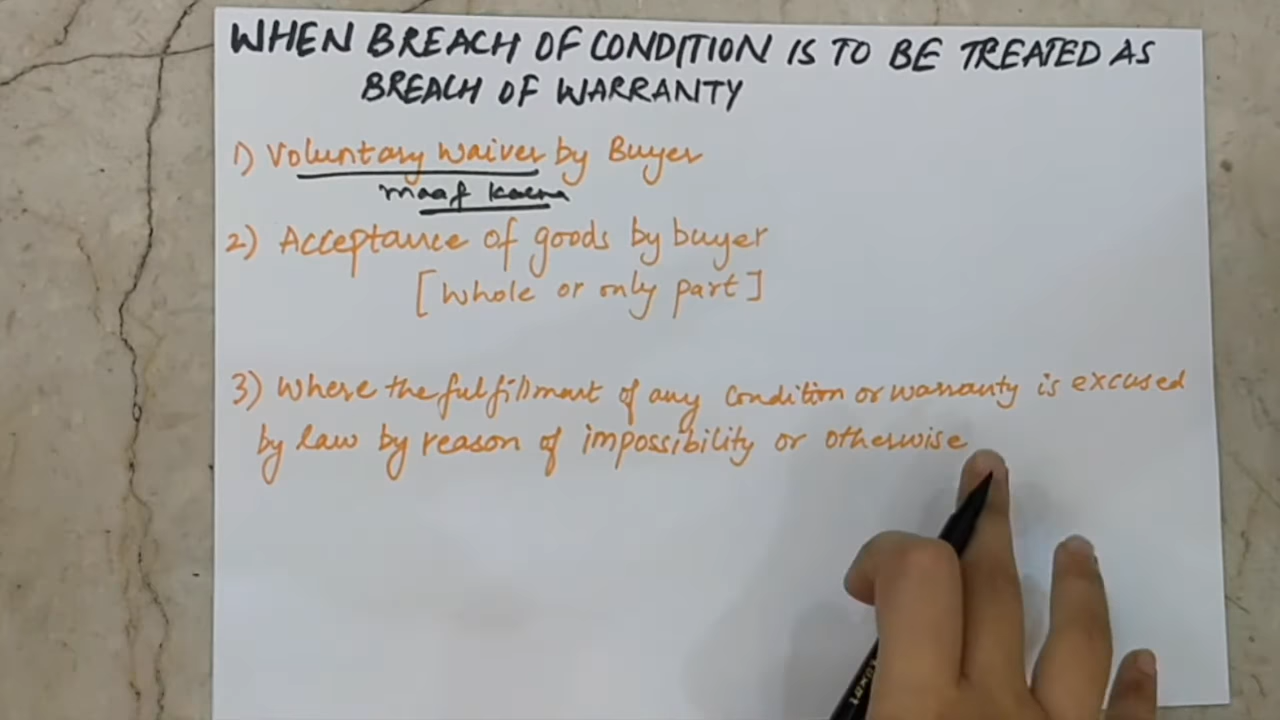 WHEN BREACH OF CONDITION IS TO BE TREATED AS
BREACH OF WARRANTY
1) Voluntary Waiver by Buyer
maaf karna
2) Acceptance of goods by buyer
[Whole or only part]
3) Where the fulfillment of any Condition or warranty is excused
by law by reason of impossibility or otherwise